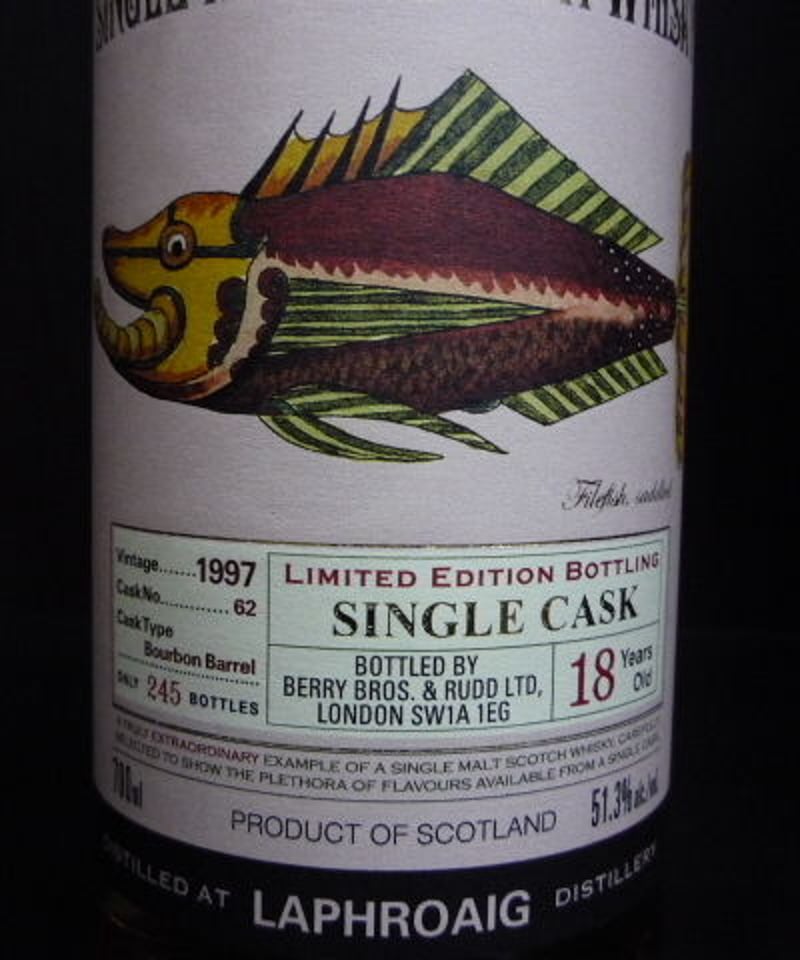 SINGLE
Filefish, saddled
Vintage.......1997
Cask No............ 62
Cask Type
Bourbon Barrel
ONLY 245 BOTTLES
LIMITED EDITION BOTTLING
SINGLE CASK
BOTTLED BY
BERRY BROS. & RUDD LTD,
LONDON SW1A 1EG
18 Years Old
A TRULY EXTRAORDINARY EXAMPLE OF A SINGLE MALT SCOTCH WHISKY, CAREFULLY
SELECTED TO SHOW THE PLETHORA OF FLAVOURS AVAILABLE FROM A SINGLE CASK.
700ml
PRODUCT OF SCOTLAND
51.3% alc./vol
DISTILLED AT LAPHROAIG DISTILLERY